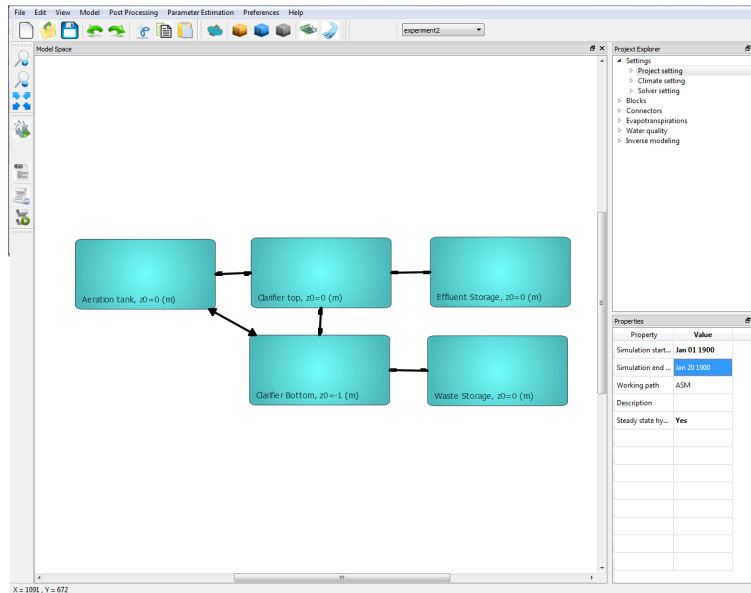 File Edit View Model Post Processing Parameter Estimation Preferences Help
experiment2
Model Space
Aeration tank, z0=0 (m)
Clarifier top, z0=0 (m)
Effluent Storage, z0=0 (m)
Clarifier Bottom, z0=-1 (m)
Waste Storage, z0=0 (m)
Projext Explorer
Settings
Project setting
Climate setting
Solver setting
Blocks
Connectors
Evapotranspirations
Water quality
Inverse modeling
Properties
Property Value
Simulation start... Jan 01 1900
Simulation end ... Jan 20 1900
Working path ASM
Description
Steady state hy... Yes
X = 1091 , Y = 672